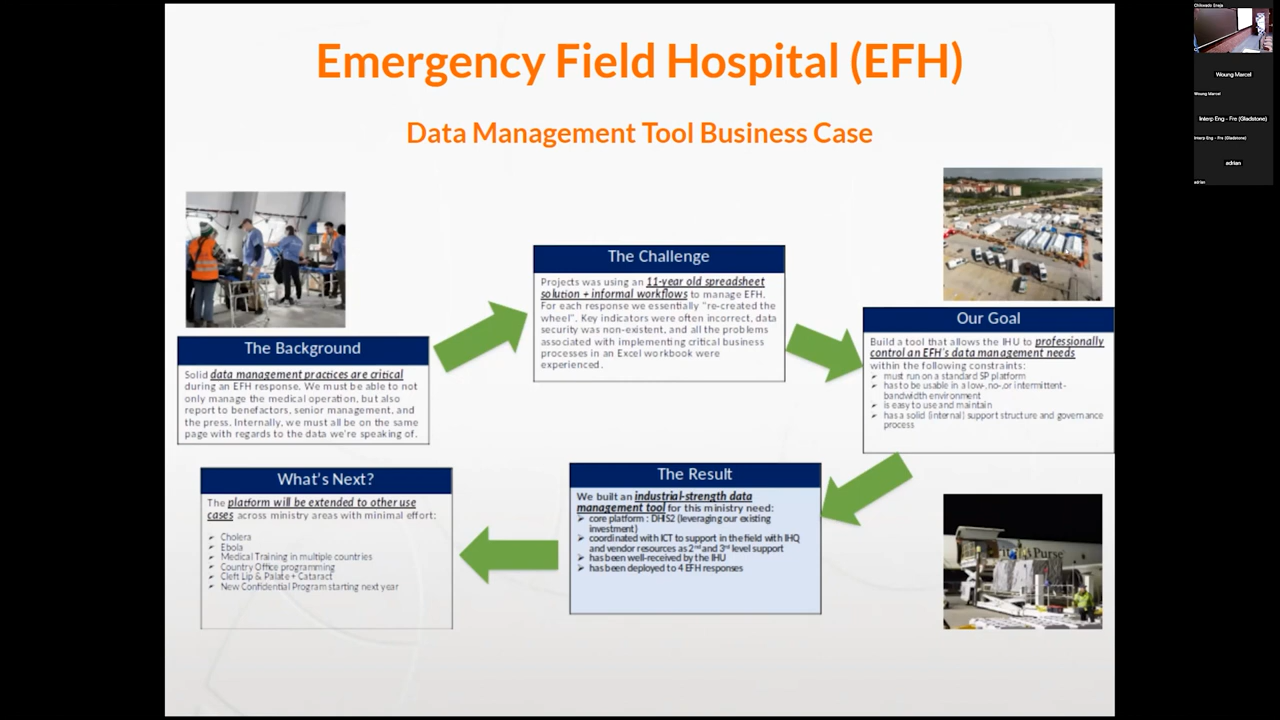 Emergency Field Hospital (EFH)
Data Management Tool Business Case
The Background
Solid data management practices are critical
during an EFH response. We must be able to not
only manage the medical operation, but also
report to benefactors, senior management, and
the press. Internally, we must all be on the same
page with regards to the data we're speaking of.
The Challenge
Projects was using an 11-year old spreadsheet
solution + informal workflows to manage EFH.
For each response we essentially "re-created the
wheel". Key indicators were often incorrect, data
security was non-existent, and all the problems
associated with implementing critical business
processes in an Excel workbook were
experienced.
Our Goal
Build a tool that allows the IHU to professionally
control an EFH's data management needs
within the following constraints:
➢ must run on a standard SP platform
➢ has to be usable in a low-, no-,or intermittent-
bandwidth environment
➢ is easy to use and maintain
➢ has a solid (internal) support structure and governance
process
The Result
We built an industrial-strength data
management tool for this ministry need:
➢ core platform : DHIS2 (leveraging our existing
investment)
➢ coordinated with ICT to support in the field with IHQ
and vendor resources as 2nd and 3rd level support
➢ has been well-received by the IHU
➢ has been deployed to 4 EFH responses
What's Next?
The platform will be extended to other use
cases across ministry areas with minimal effort:
➢ Cholera
➢ Ebola
➢ Medical Training in multiple countries
➢ Country Office programming
➢ Cleft Lip & Palate + Cataract
➢ New Confidential Program starting next year
Purse
Woung Marcel
Woung Marcel
Interp Eng - Fre (Gladstone)
Interp Eng - Fre (Gladstone)
adrian
adrian